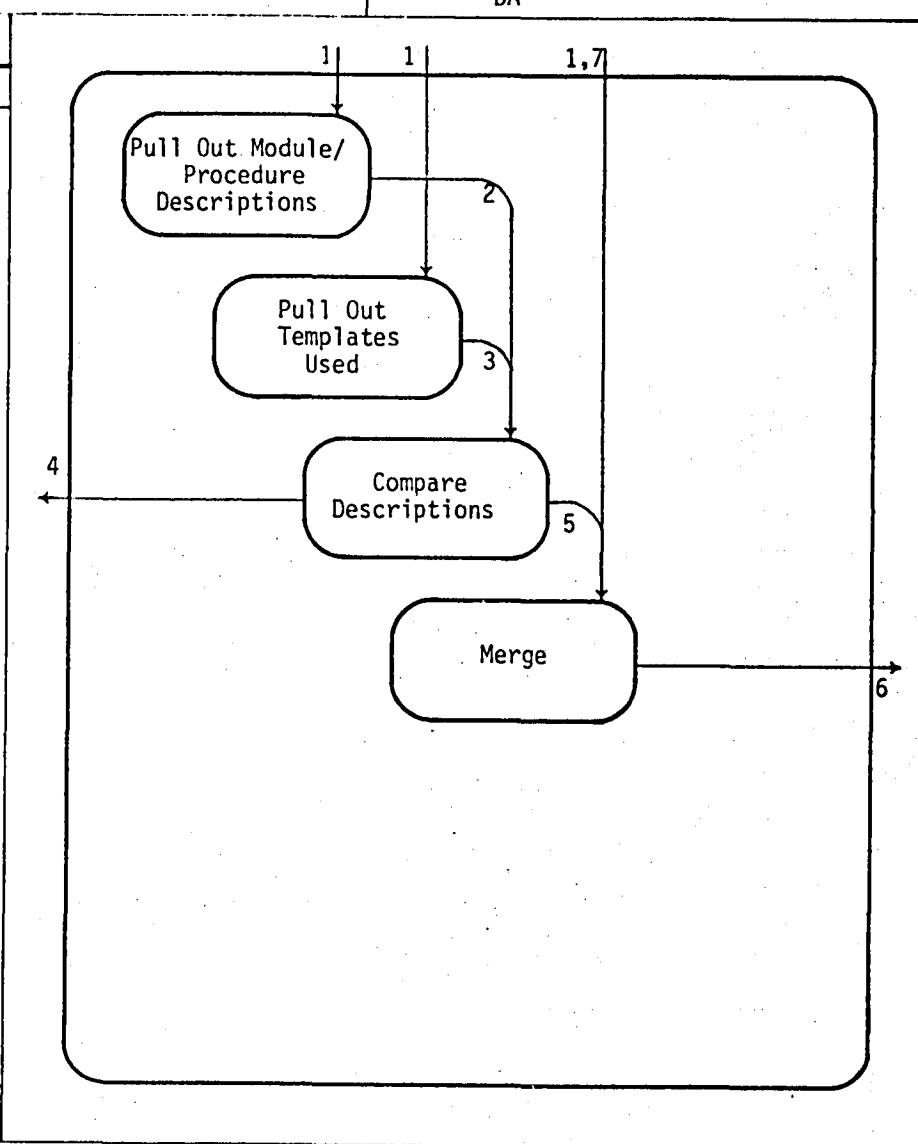 1
1
1,7
Pull Out Module/
Procedure
Descriptions
2
Pull Out
Templates
Used
3
4
Compare
Descriptions
5
Merge
6